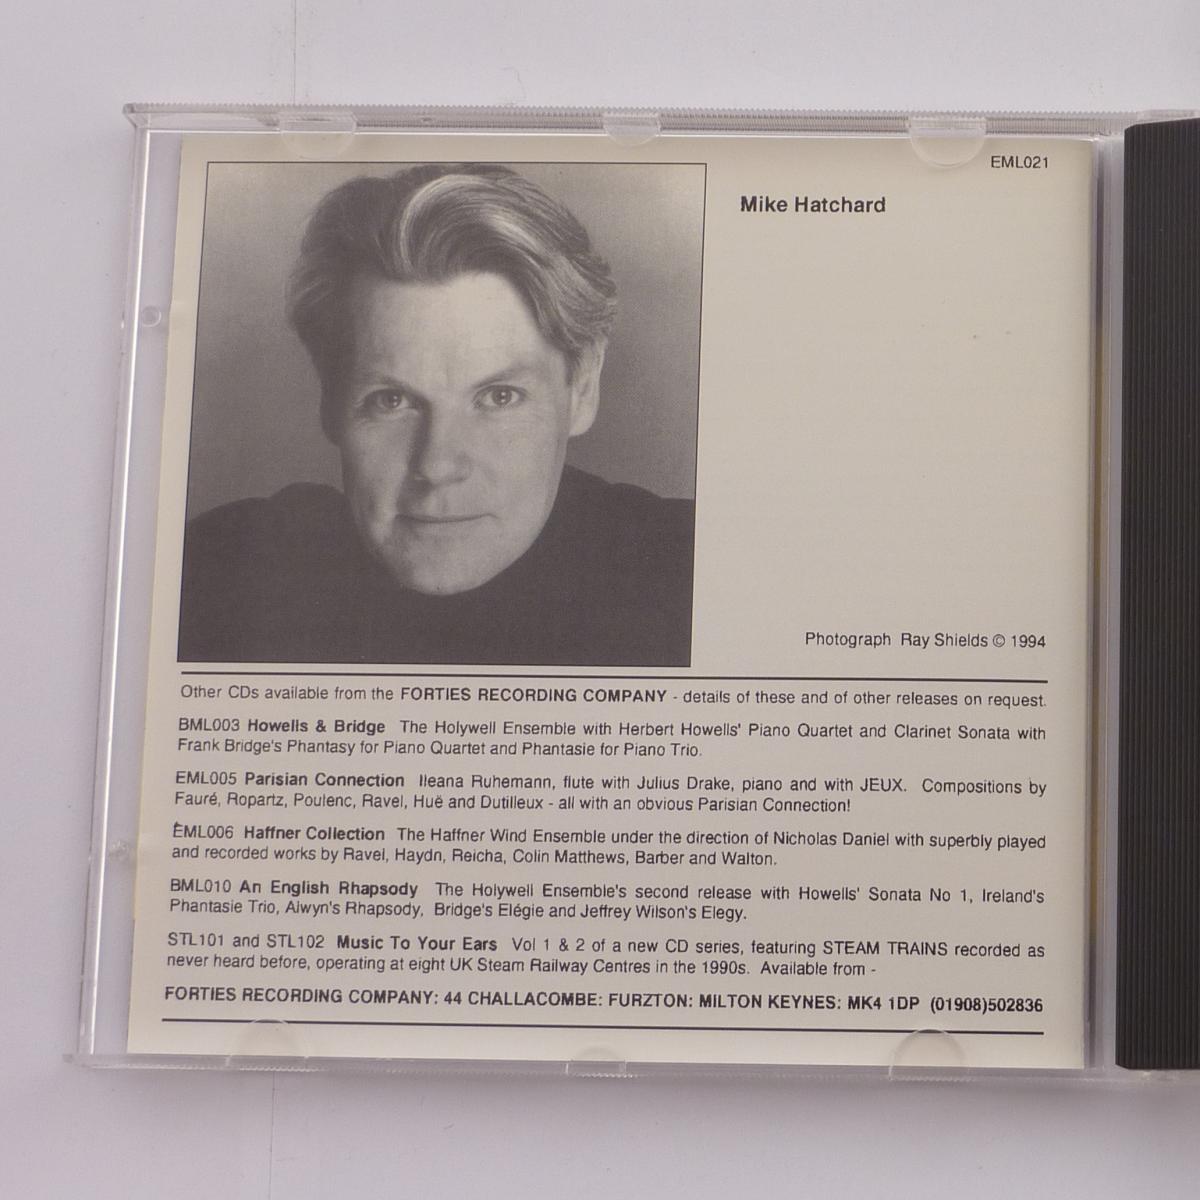 EML021
Mike Hatchard
Photograph Ray Shields © 1994
Other CDs available from the FORTIES RECORDING COMPANY - details of these and of other releases on request.
BML003 Howells & Bridge The Holywell Ensemble with Herbert Howells' Piano Quartet and Clarinet Sonata with
Frank Bridge's Phantasy for Piano Quartet and Phantasie for Piano Trio.
EML005 Parisian Connection Ileana Ruhemann, flute with Julius Drake, piano and with JEUX. Compositions by
Fauré, Ropartz, Poulenc, Ravel, Huë and Dutilleux - all with an obvious Parisian Connection!
EML006 Haffner Collection The Haffner Wind Ensemble under the direction of Nicholas Daniel with superbly played
and recorded works by Ravel, Haydn, Reicha, Colin Matthews, Barber and Walton.
BML010 An English Rhapsody The Holywell Ensemble's second release with Howells' Sonata No 1, Ireland's
Phantasie Trio, Alwyn's Rhapsody, Bridge's Elégie and Jeffrey Wilson's Elegy.
STL101 and STL102 Music To Your Ears Vol 1 & 2 of a new CD series, featuring STEAM TRAINS recorded as
never heard before, operating at eight UK Steam Railway Centres in the 1990s. Available from -
FORTIES RECORDING COMPANY: 44 CHALLACOMBE: FURZTON: MILTON KEYNES: MK4 1DP (01908)502836